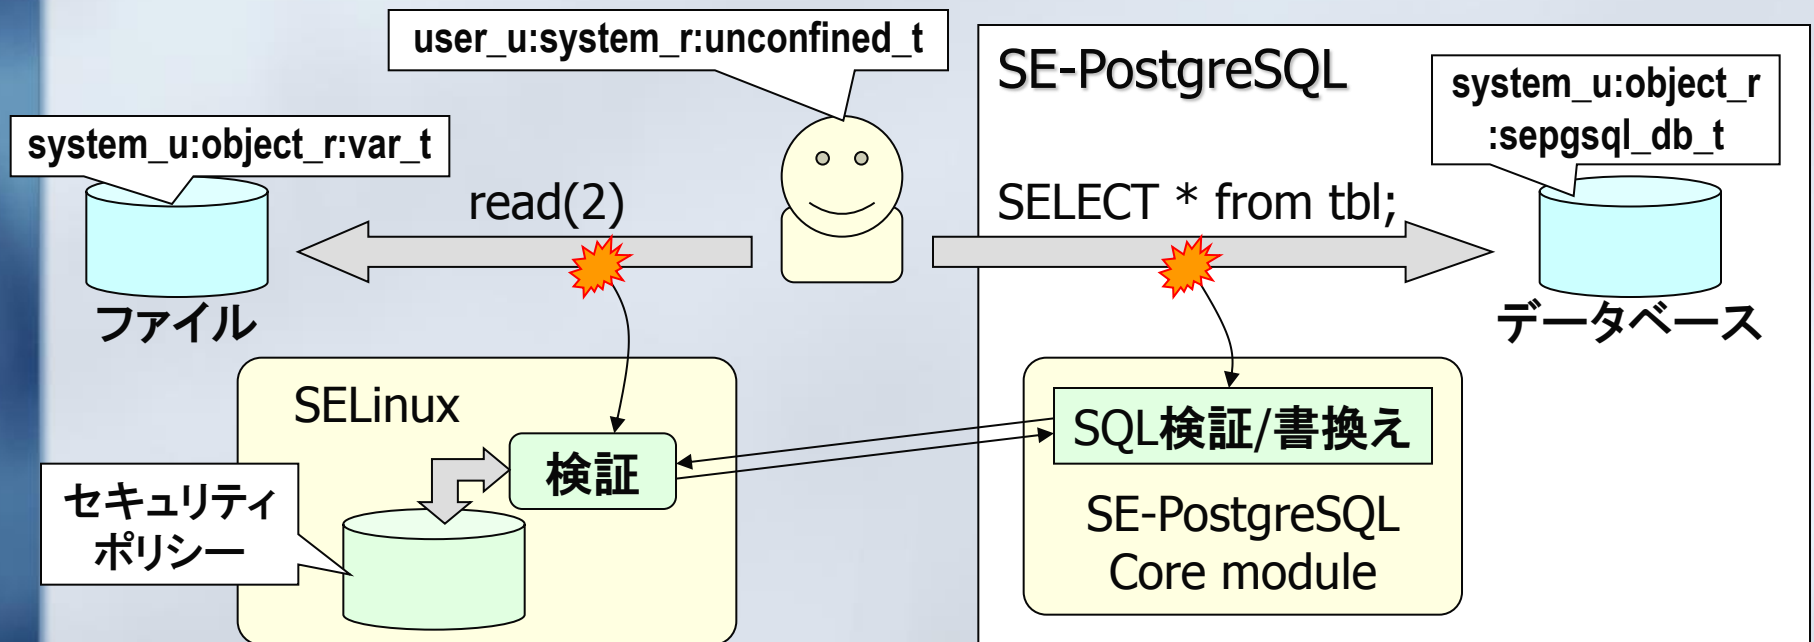 user_u:system_r:unconfined_t
SE-PostgreSQL
system_u:object_r
:sepgsql_db_t
system_u:object_r:var_t
read(2)
SELECT * from tbl;
ファイル
データベース
SELinux
検証
SQL検証/書換え
セキュリティ
ポリシー
SE-PostgreSQL
Core module